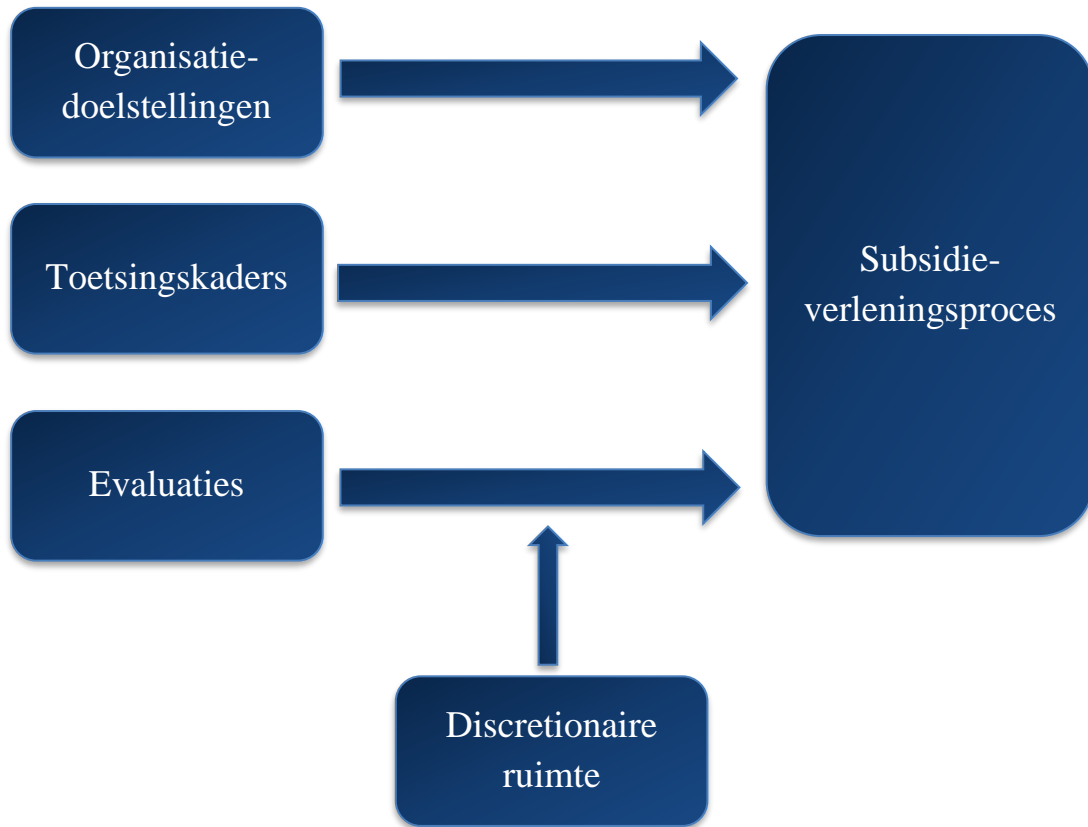 Organisatie-
doelstellingen
Toetsingskaders
Evaluaties
Subsidie-
verleningsproces
Discretionaire
ruimte